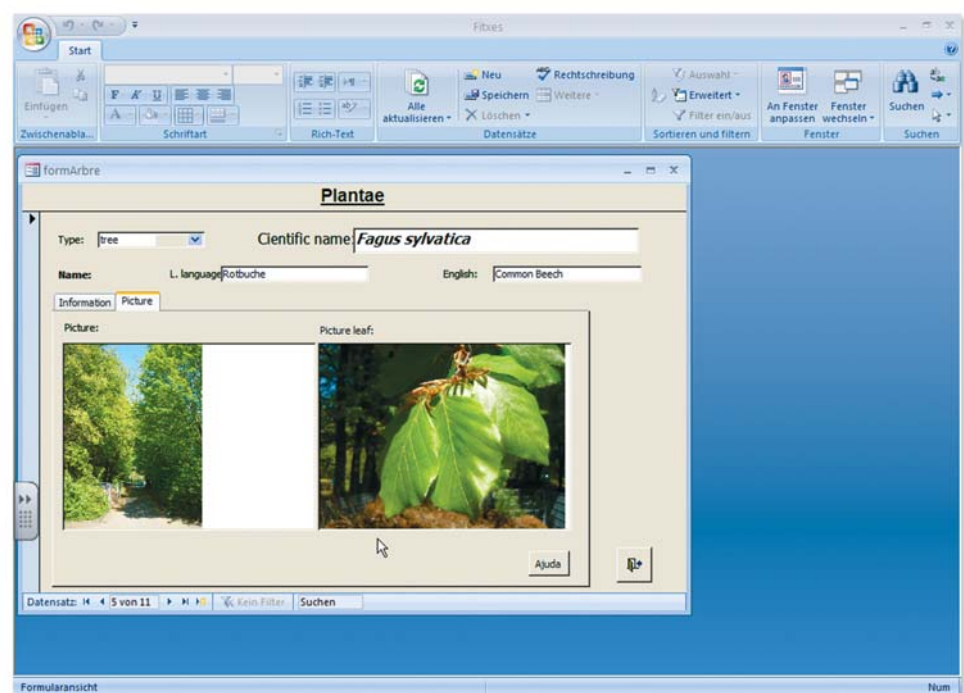 Fitxes
Start
Neu Rechtschreibung Auswahl
Einfügen F K U Alle aktualisieren Speichern Weitere Erweitert An Fenster anpassen Fenster wechseln Suchen
A Löschen Filter ein/aus
Zwischenabla... Schriftart Rich-Text Datensätze Sortieren und filtern Fenster Suchen
formArbre
Plantae
Type: tree Cientific name: Fagus sylvatica
Name: L. language Rotbuche English: Common Beech
Information Picture
Picture: Picture leaf:
Ajuda
Datensatz: 5 von 11 Kein Filter Suchen
Formularansicht Num